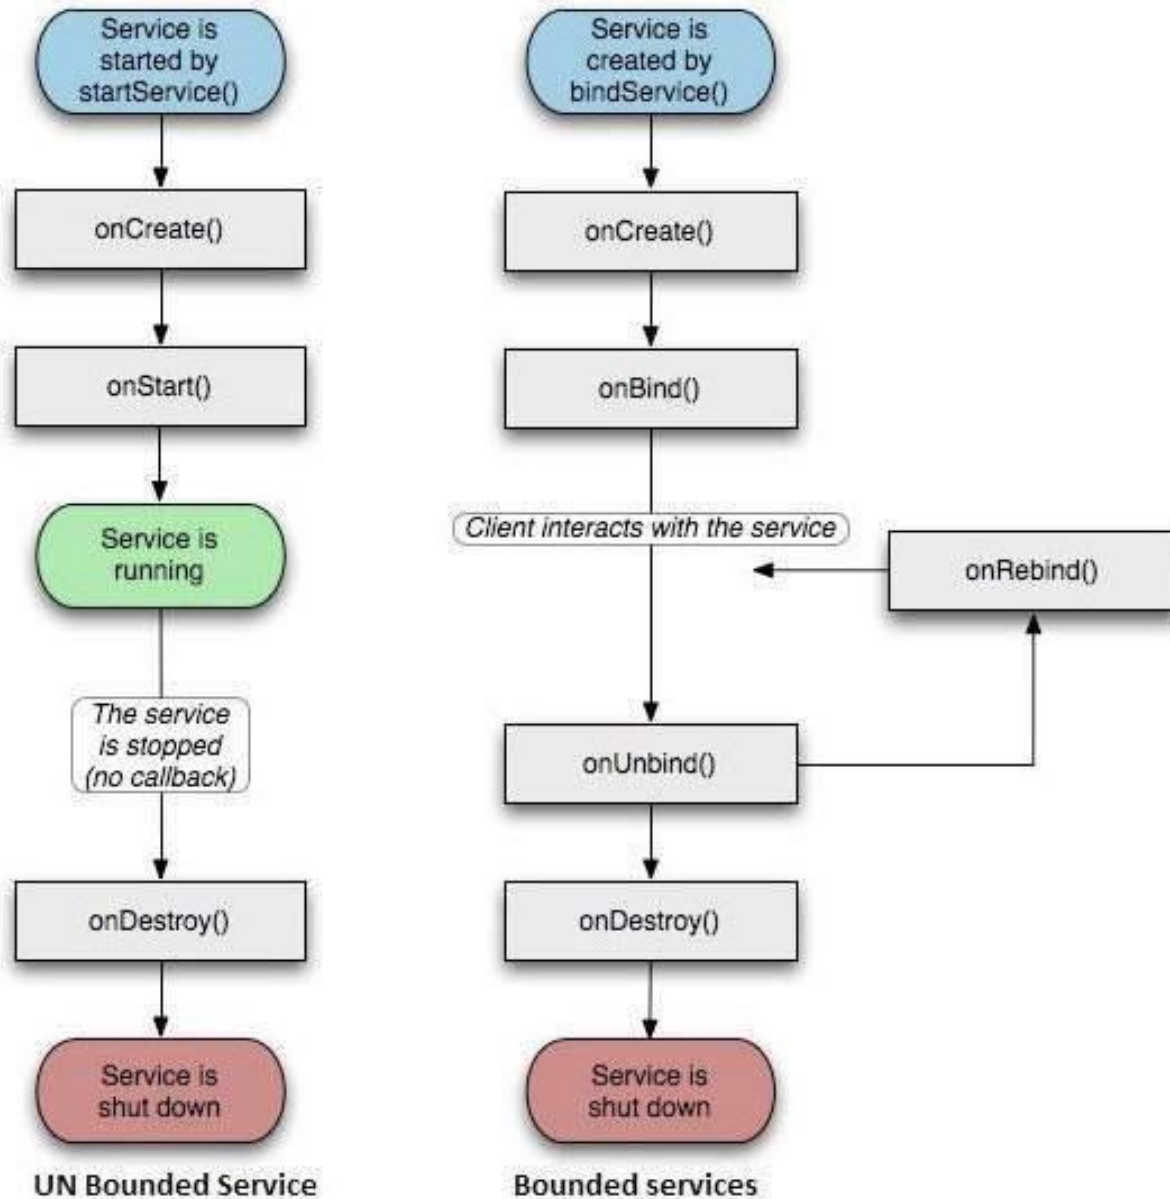 Service is
started by
startService()
onCreate()
onStart()
Service is
running
The service
is stopped
(no callback)
onDestroy()
Service is
shut down
UN Bounded Service
Service is
created by
bindService()
onCreate()
onBind()
Client interacts with the service
onRebind()
onUnbind()
onDestroy()
Service is
shut down
Bounded services